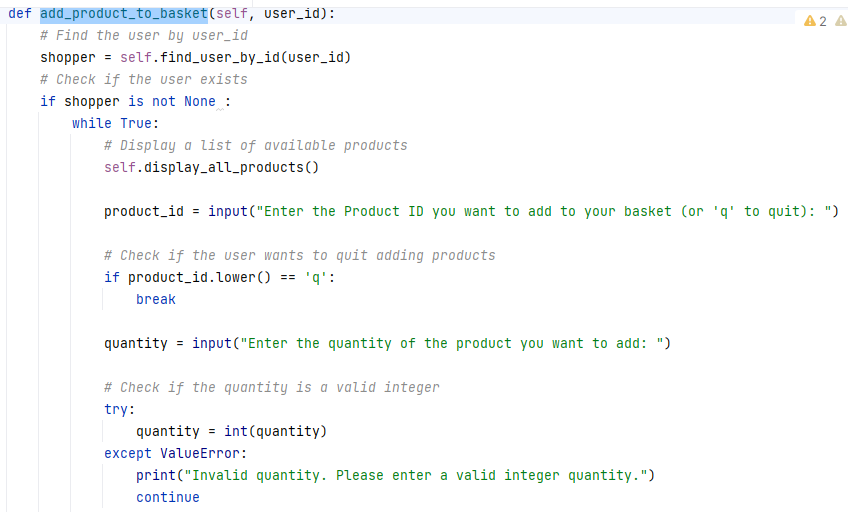 def add_product_to_basket(self, user_id):
    # Find the user by user_id
    shopper = self.find_user_by_id(user_id)
    # Check if the user exists
    if shopper is not None :
        while True:
            # Display a list of available products
            self.display_all_products()

            product_id = input("Enter the Product ID you want to add to your basket (or 'q' to quit): ")

            # Check if the user wants to quit adding products
            if product_id.lower() == 'q':
                break

            quantity = input("Enter the quantity of the product you want to add: ")

            # Check if the quantity is a valid integer
            try:
                quantity = int(quantity)
            except ValueError:
                print("Invalid quantity. Please enter a valid integer quantity.")
                continue
2